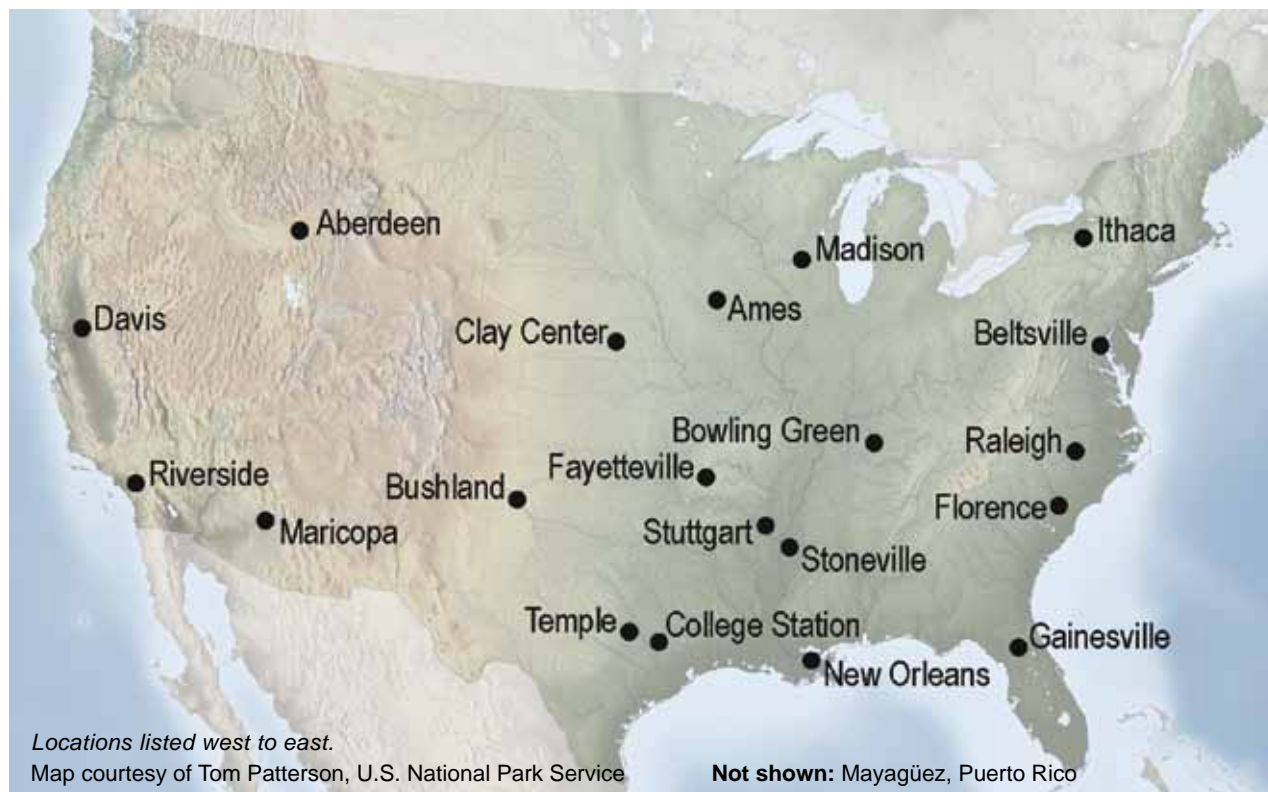 Aberdeen
Ithaca
Madison
Ames
Davis
Clay Center
Beltsville
Bowling Green
Raleigh
Fayetteville
Riverside
Bushland
Florence
Maricopa
Stuttgart
Stoneville
Temple
College Station
Gainesville
New Orleans
Locations listed west to east.
Map courtesy of Tom Patterson, U.S. National Park Service
Not shown: Mayagüez, Puerto Rico